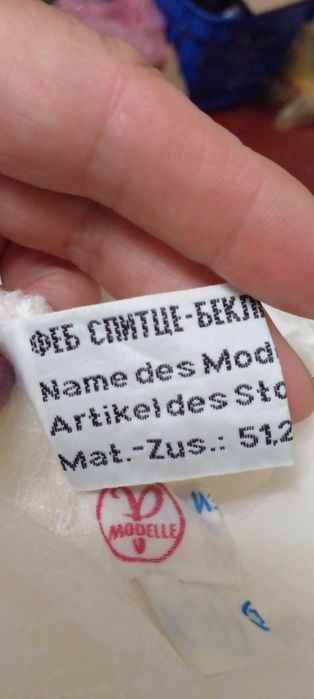 ФЕБ СПИТЦЕ-БЕКЛ
Name des Mod
Artikel des Sto
Mat.-Zus.: 51,2
MODELLE